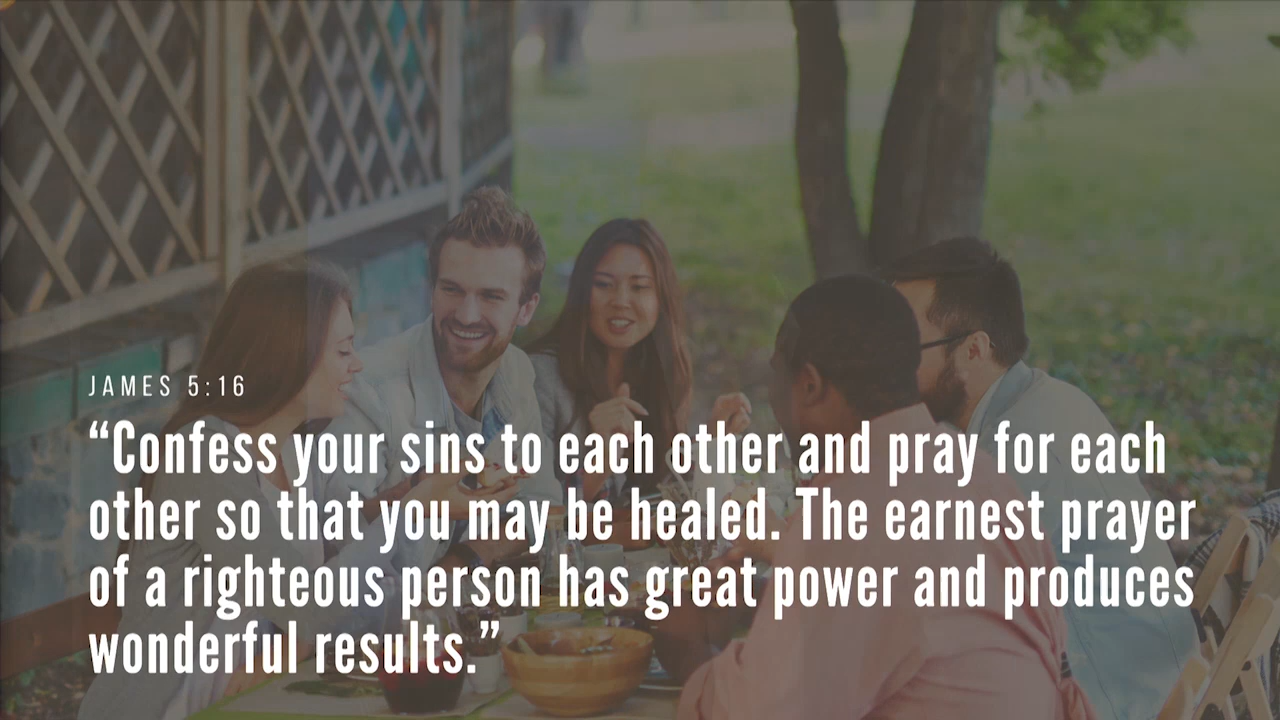 JAMES 5:16
“Confess your sins to each other and pray for each
other so that you may be healed. The earnest prayer
of a righteous person has great power and produces
wonderful results.”